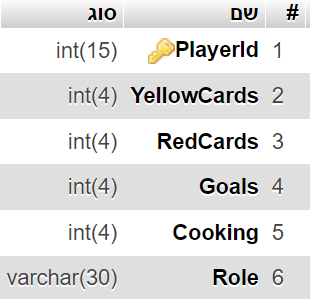 # שם סוג
1 PlayerId int(15)
2 YellowCards int(4)
3 RedCards int(4)
4 Goals int(4)
5 Cooking int(4)
6 Role varchar(30)